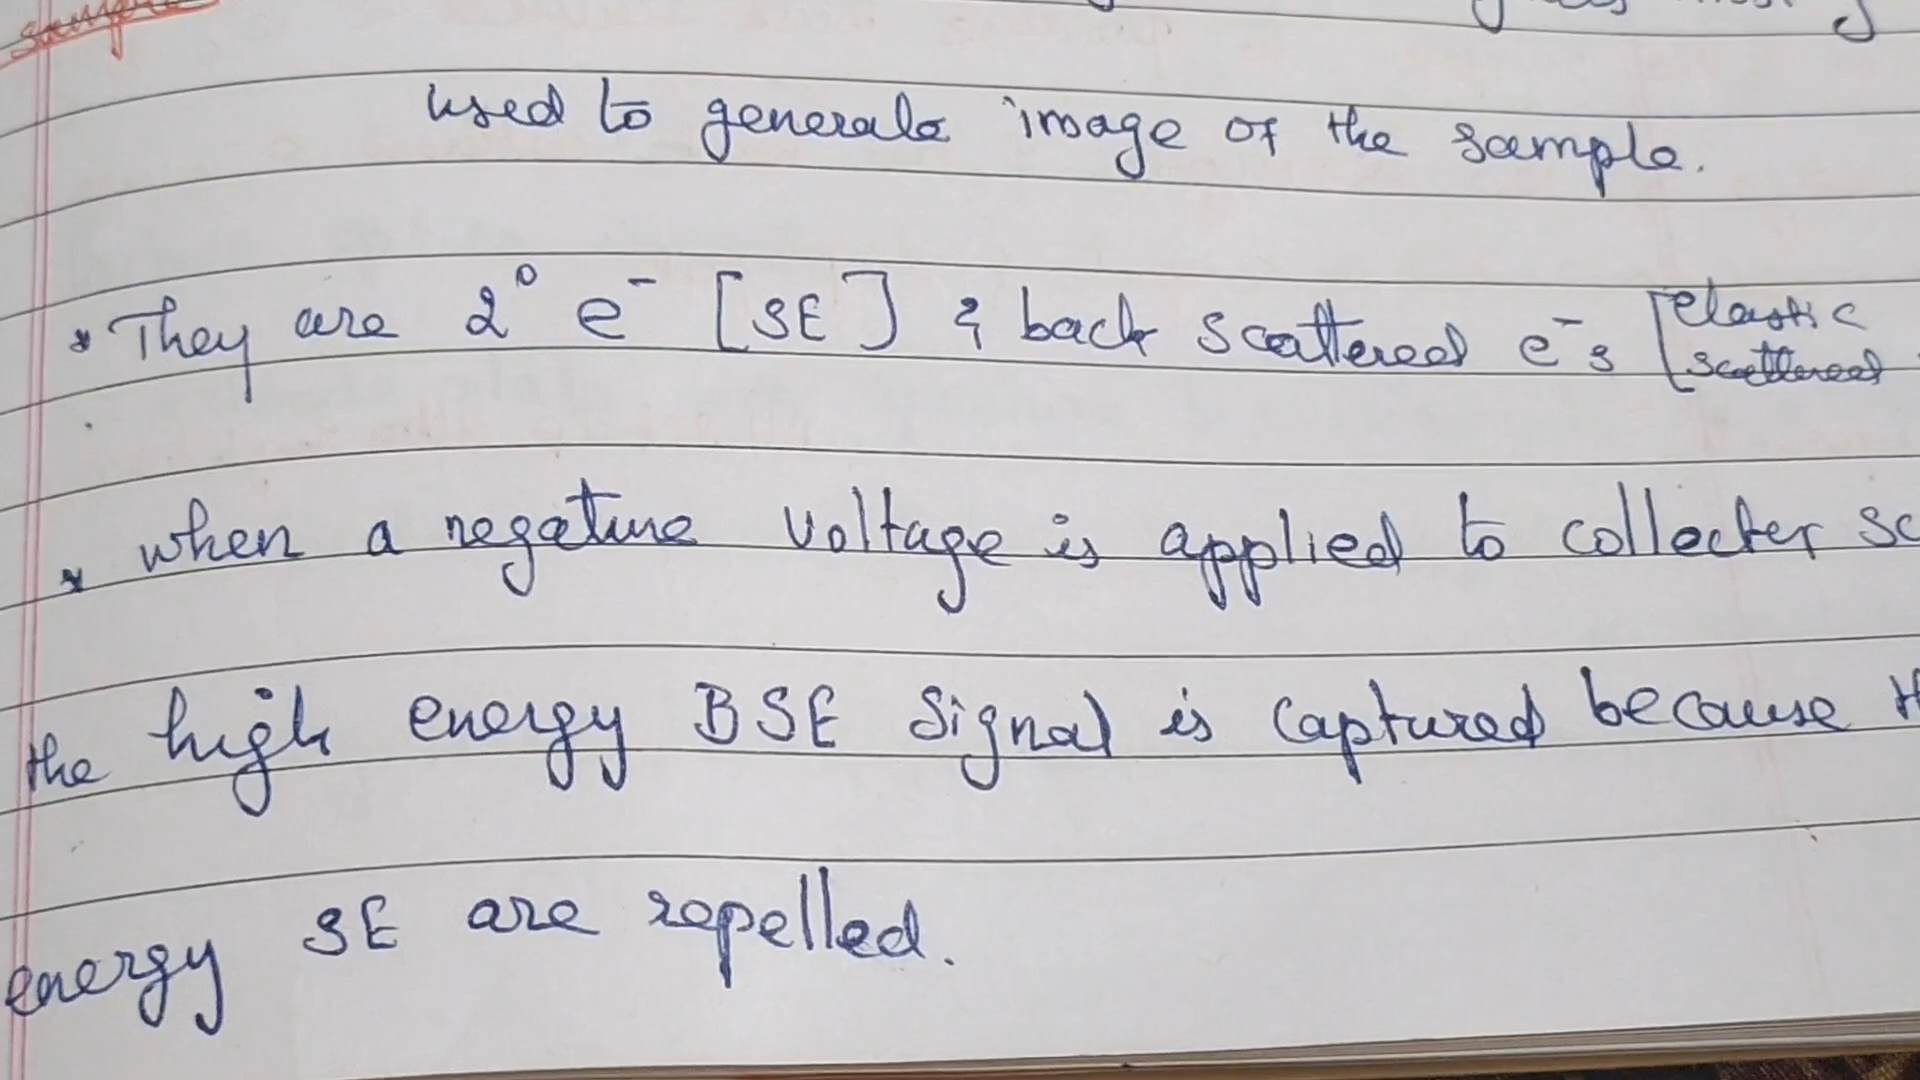 used to generate image of the sample.
* They are 2° e⁻ [SE] & back scattered e⁻s [elastic scattered
* when a negative voltage is applied to collecter sc
the high energy BSE signal is captured because
energy SE are repelled.